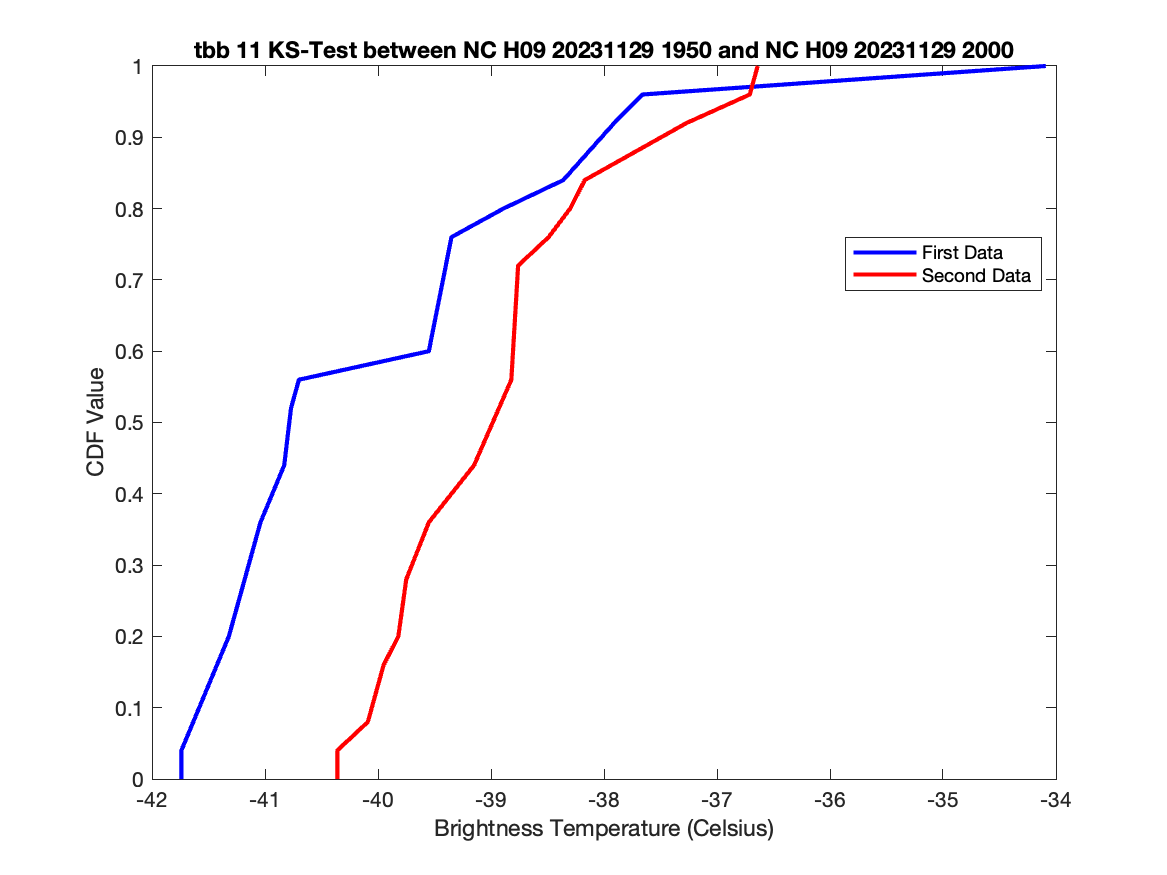 tbb 11 KS-Test between NC H09 20231129 1950 and NC H09 20231129 2000
1
0.9
0.8
0.7
0.6
0.5
0.4
0.3
0.2
0.1
0
CDF Value
First Data
Second Data
-42 -41 -40 -39 -38 -37 -36 -35 -34
Brightness Temperature (Celsius)